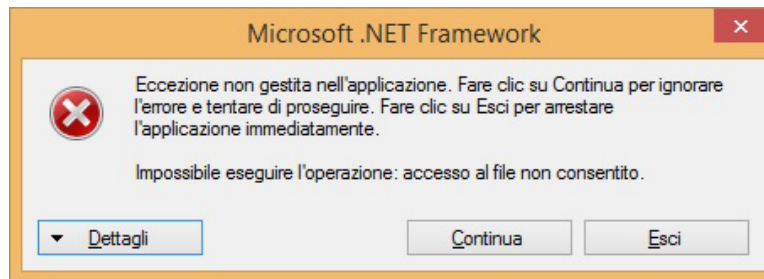 Microsoft .NET Framework
Eccezione non gestita nell'applicazione. Fare clic su Continua per ignorare
l'errore e tentare di proseguire. Fare clic su Esci per arrestare
l'applicazione immediatamente.
Impossibile eseguire l'operazione: accesso al file non consentito.
Dettagli
Continua
Esci